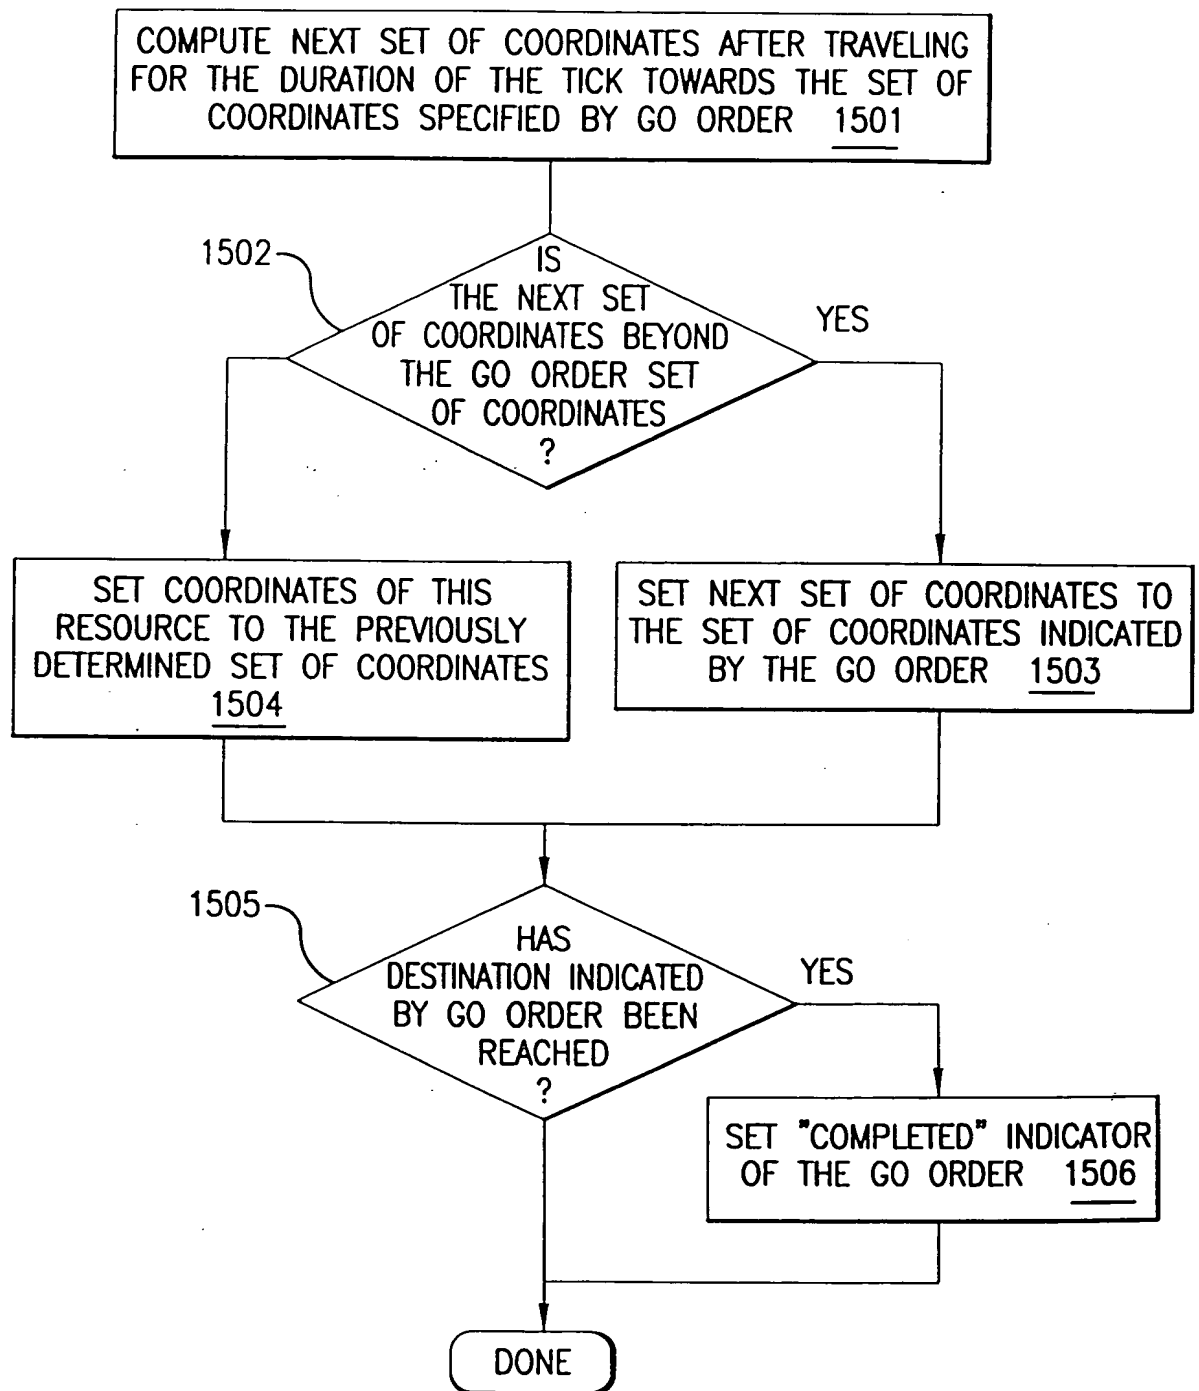 COMPUTE NEXT SET OF COORDINATES AFTER TRAVELING
FOR THE DURATION OF THE TICK TOWARDS THE SET OF
COORDINATES SPECIFIED BY GO ORDER 1501
1502
IS
THE NEXT SET
OF COORDINATES BEYOND
THE GO ORDER SET
OF COORDINATES
?
YES
SET COORDINATES OF THIS
RESOURCE TO THE PREVIOUSLY
DETERMINED SET OF COORDINATES
1504
SET NEXT SET OF COORDINATES TO
THE SET OF COORDINATES INDICATED
BY THE GO ORDER 1503
1505
HAS
DESTINATION INDICATED
BY GO ORDER BEEN
REACHED
?
YES
SET "COMPLETED" INDICATOR
OF THE GO ORDER 1506
DONE